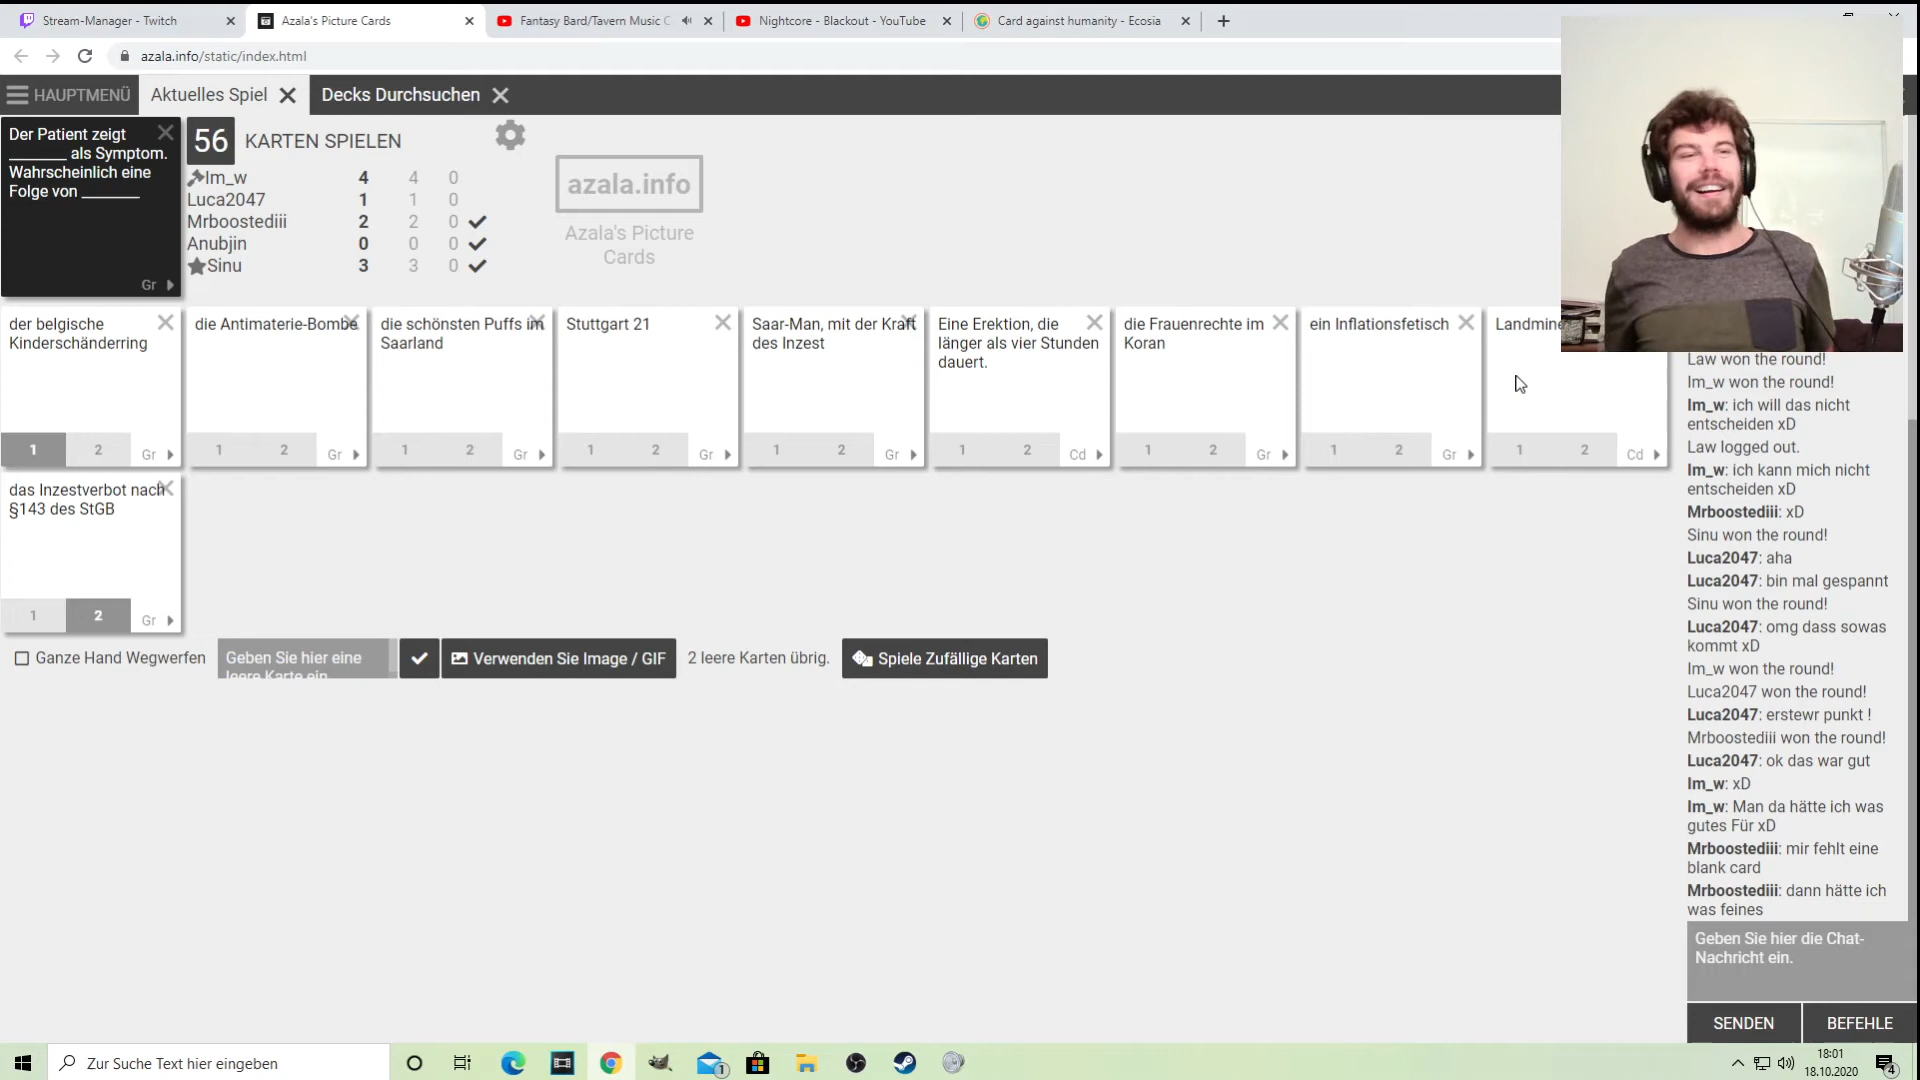 Stream-Manager - Twitch
Azala's Picture Cards
Fantasy Bard/Tavern Music C
Nightcore - Blackout - YouTube
Card against humanity - Ecosia
azala.info/static/index.html
HAUPTMENÜ
Aktuelles Spiel
Decks Durchsuchen
Der Patient zeigt
_______ als Symptom.
Wahrscheinlich eine
Folge von _______
Gr
56 KARTEN SPIELEN
Im_w 4 4 0
Luca2047 1 1 0
Mrboostediii 2 2 0
Anubjin 0 0 0
Sinu 3 3 0
azala.info
Azala's Picture
Cards
der belgische
Kinderschänderring
1 2 Gr
die Antimaterie-Bombe
1 2 Gr
die schönsten Puffs im
Saarland
1 2 Gr
Stuttgart 21
1 2 Gr
Saar-Man, mit der Kraft
des Inzest
1 2 Gr
Eine Erektion, die
länger als vier Stunden
dauert.
1 2 Cd
die Frauenrechte im
Koran
1 2 Gr
ein Inflationsfetisch
1 2 Gr
Landmine
1 2 Cd
das Inzestverbot nach
§143 des StGB
1 2 Gr
Ganze Hand Wegwerfen
Geben Sie hier eine
leere Karte ein
Verwenden Sie Image / GIF
2 leere Karten übrig.
Spiele Zufällige Karten
Law won the round!
Im_w won the round!
Im_w: ich will das nicht
entscheiden xD
Law logged out.
Im_w: ich kann mich nicht
entscheiden xD
Mrboostediii: xD
Sinu won the round!
Luca2047: aha
Luca2047: bin mal gespannt
Sinu won the round!
Luca2047: omg dass sowas
kommt xD
Im_w won the round!
Luca2047 won the round!
Luca2047: erstewr punkt !
Mrboostediii won the round!
Luca2047: ok das war gut
Im_w: xD
Im_w: Man da hätte ich was
gutes Für xD
Mrboostediii: mir fehlt eine
blank card
Mrboostediii: dann hätte ich
was feines
Geben Sie hier die Chat-
Nachricht ein.
SENDEN
BEFEHLE
Zur Suche Text hier eingeben
1
18:01
18.10.2020
4